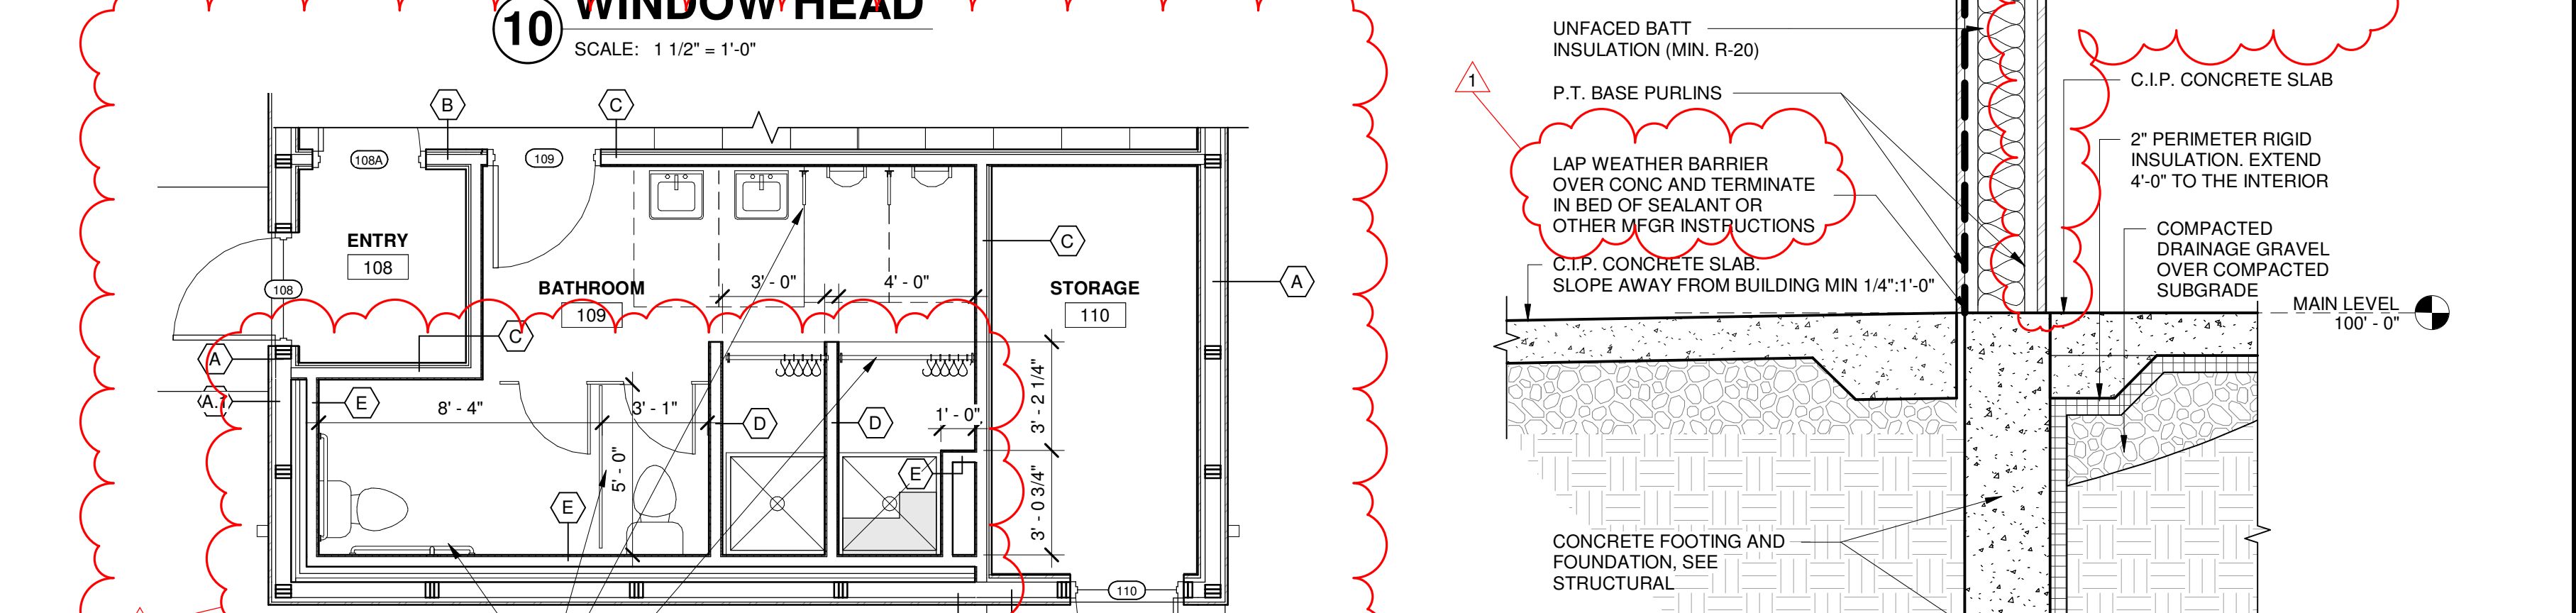 10
WINDOW HEAD
SCALE: 1 1/2" = 1'-0"
B
C
108A
109
ENTRY
108
108
BATHROOM
109
3' - 0"
4' - 0"
C
STORAGE
110
A
C
A
A.1
E
8' - 4"
3' - 1"
D
D
1' - 0"
3' - 2 1/4"
E
5' - 0"
E
3' - 0 3/4"
110
UNFACED BATT
INSULATION (MIN. R-20)
1
P.T. BASE PURLINS
LAP WEATHER BARRIER
OVER CONC AND TERMINATE
IN BED OF SEALANT OR
OTHER MFGR INSTRUCTIONS
C.I.P. CONCRETE SLAB.
SLOPE AWAY FROM BUILDING MIN 1/4":1'-0"
CONCRETE FOOTING AND
FOUNDATION, SEE
STRUCTURAL
C.I.P. CONCRETE SLAB
2" PERIMETER RIGID
INSULATION. EXTEND
4'-0" TO THE INTERIOR
COMPACTED
DRAINAGE GRAVEL
OVER COMPACTED
SUBGRADE
MAIN LEVEL
100' - 0"